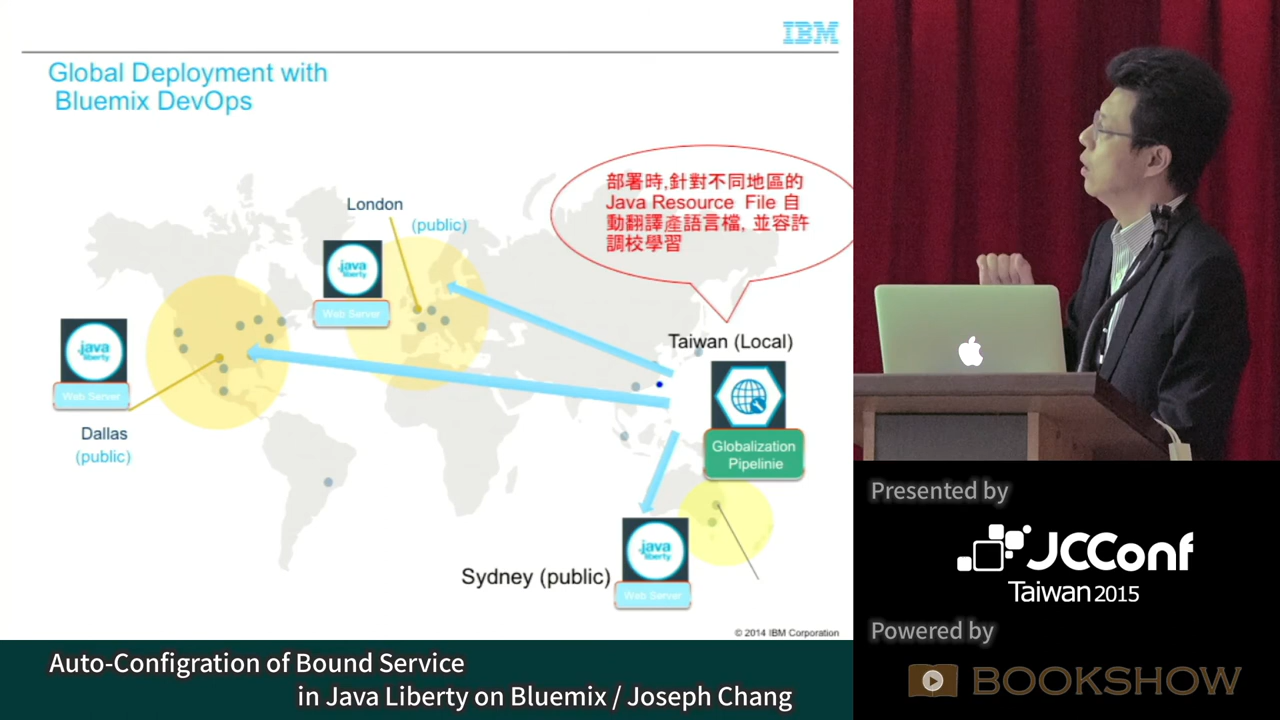 IBM
Global Deployment with
Bluemix DevOps
部署時,針對不同地區的
Java Resource File 自
動翻譯產語言檔, 並容許
調校學習
London
(public)
java
liberty
Web Server
Taiwan (Local)
java
liberty
Web Server
Globalization
Pipelinie
Dallas
(public)
java
liberty
Sydney (public)
Web Server
© 2014 IBM Corporation
Presented by
JCConf
Taiwan 2015
Powered by
BOOKSHOW
Auto-Configration of Bound Service
in Java Liberty on Bluemix / Joseph Chang